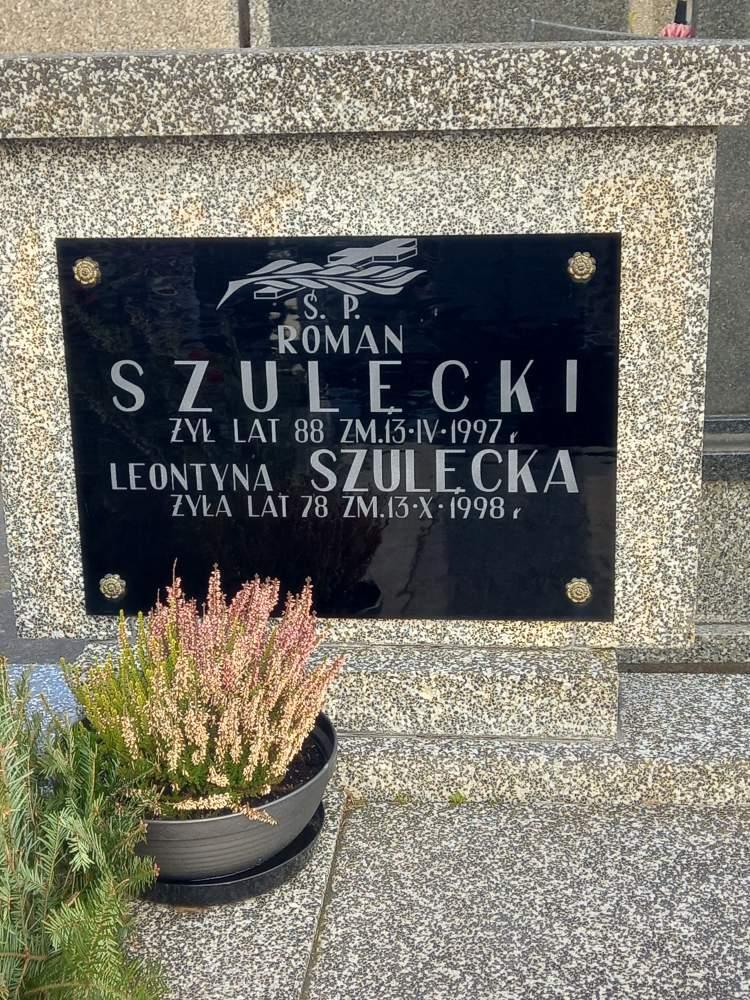 Ś. P.
ROMAN
SZULĘCKI
ŻYŁ LAT 88 ZM.13·IV·1997 r
LEONTYNA SZULĘCKA
ŻYŁA LAT 78 ZM.13·X·1998 r